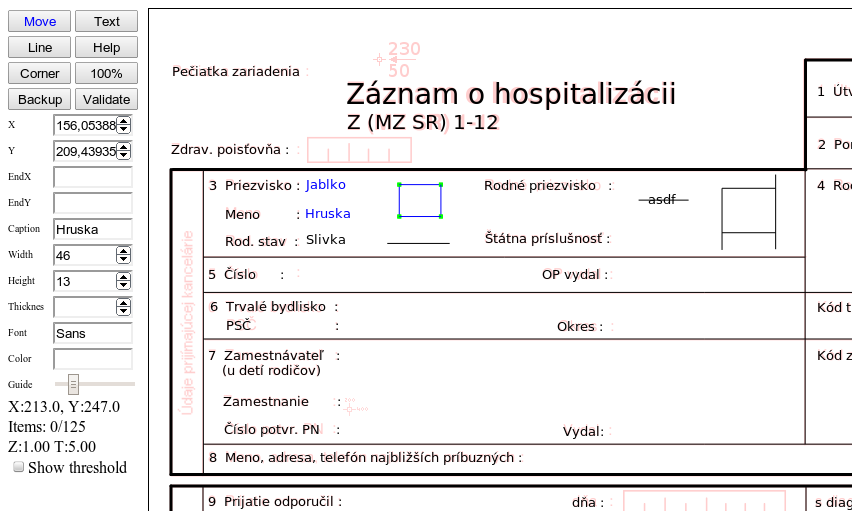 Move Text
Line Help
Corner 100%
Backup Validate
X 156,05388
Y 209,43935
EndX
EndY
Caption Hruska
Width 46
Height 13
Thicknes
Font Sans
Color
Guide
X:213.0, Y:247.0
Items: 0/125
Z:1.00 T:5.00
Show threshold
230
50
Pečiatka zariadenia
Záznam o hospitalizácii
Z (MZ SR) 1-12
Zdrav. poisťovňa :
Údaje prijímajúcej kancelárie
1 Útv
2 Por
3 Priezvisko : Jablko Rodné priezvisko :
asdf
4 Roc
Meno : Hruska
Rod. stav : Slivka Štátna príslušnosť :
5 Číslo : OP vydal :
6 Trvalé bydlisko : Kód t
PSČ : Okres :
7 Zamestnávateľ : Kód z
(u detí rodičov)
Zamestnanie :
Číslo potvr. PN : Vydal:
8 Meno, adresa, telefón najbližších príbuzných :
9 Prijatie odporučil : dňa : s diag